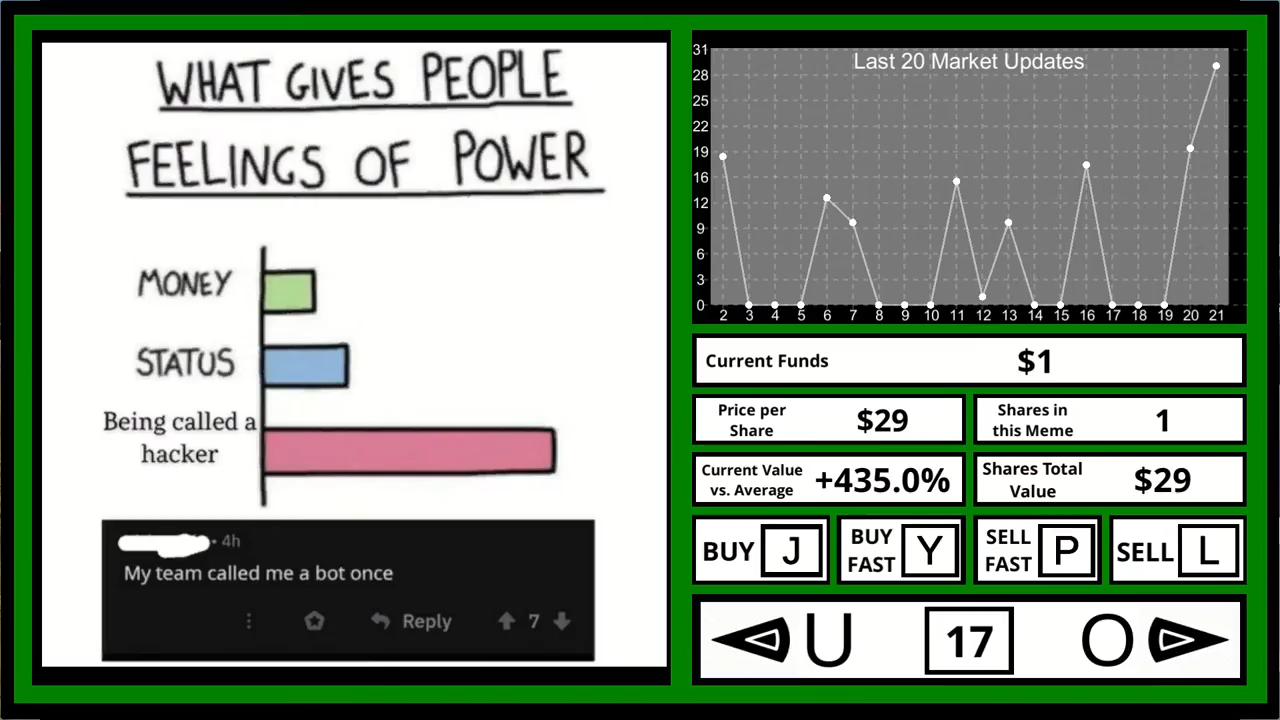 WHAT GIVES PEOPLE
FEELINGS OF POWER
MONEY
STATUS
Being called a
hacker
• 4h
My team called me a bot once
Reply
7
Last 20 Market Updates
31
28
25
22
19
16
12
9
6
3
0
2 3 4 5 6 7 8 9 10 11 12 13 14 15 16 17 18 19 20 21
Current Funds $1
Price per
Share
$29
Shares in
this Meme
1
Current Value
vs. Average
+435.0%
Shares Total
Value
$29
BUY J
BUY
FAST
Y
SELL
FAST
P
SELL L
U 17 O